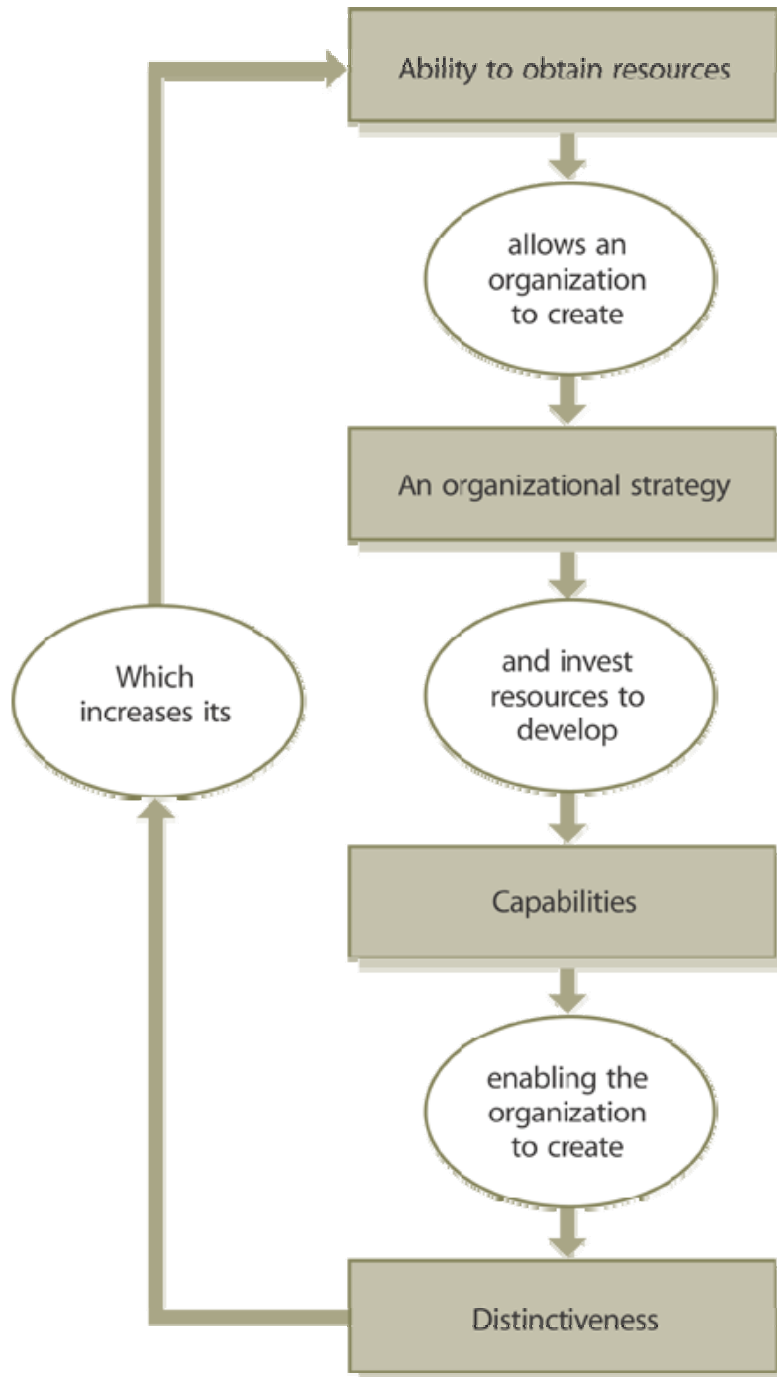 Ability to obtain resources
allows an
organization
to create
An organizational strategy
and invest
resources to
develop
Capabilities
enabling the
organization
to create
Distinctiveness
Which
increases its